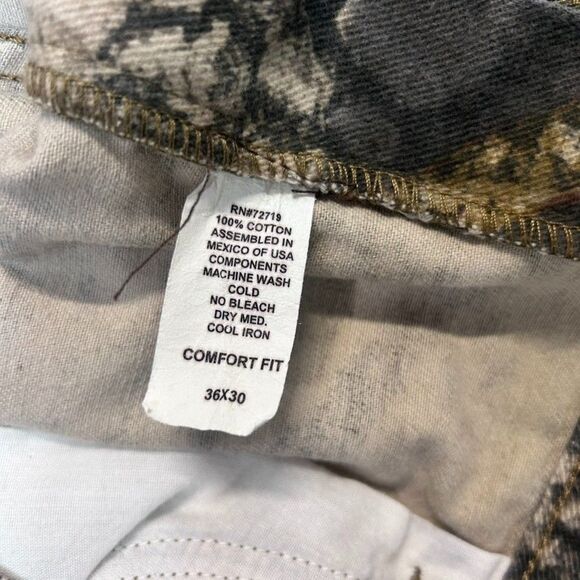 RN#72719
100% COTTON
ASSEMBLED IN
MEXICO OF USA
COMPONENTS
MACHINE WASH
COLD
NO BLEACH
DRY MED.
COOL IRON
COMFORT FIT
36X30